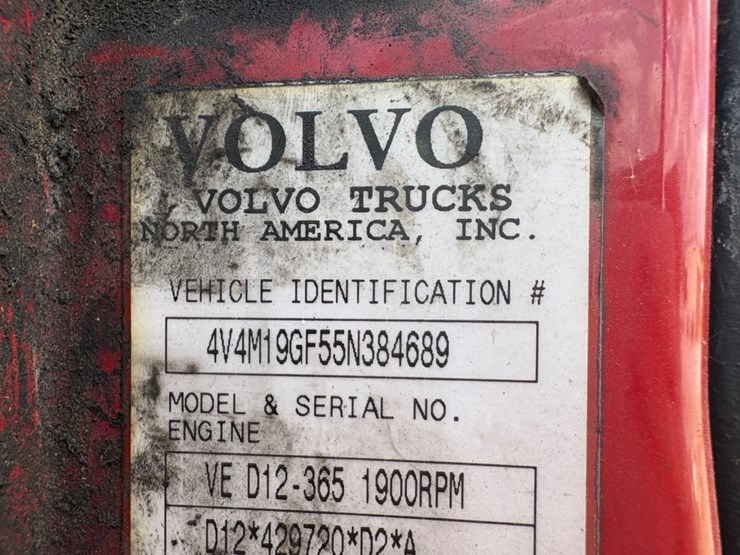 VOLVO
VOLVO TRUCKS
NORTH AMERICA, INC.
VEHICLE IDENTIFICATION #
4V4M19GF55N384689
MODEL & SERIAL NO.
ENGINE
VE D12-365 1900RPM
D12*429720*D2*A